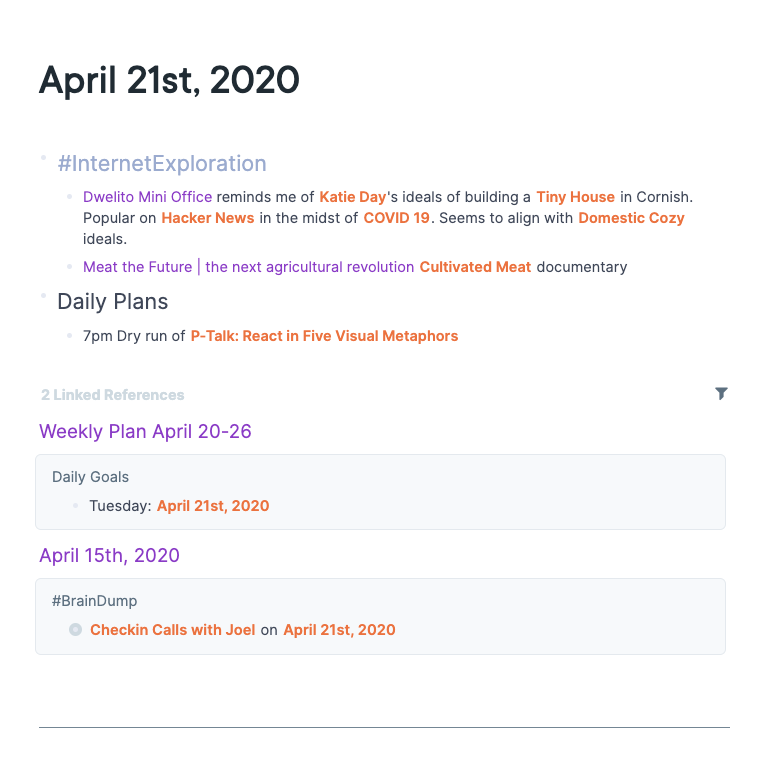 April 21st, 2020
#InternetExploration
Dwelito Mini Office reminds me of Katie Day's ideals of building a Tiny House in Cornish.
Popular on Hacker News in the midst of COVID 19. Seems to align with Domestic Cozy
ideals.
Meat the Future | the next agricultural revolution Cultivated Meat documentary
Daily Plans
7pm Dry run of P-Talk: React in Five Visual Metaphors
2 Linked References
Weekly Plan April 20-26
Daily Goals
Tuesday: April 21st, 2020
April 15th, 2020
#BrainDump
Checkin Calls with Joel on April 21st, 2020